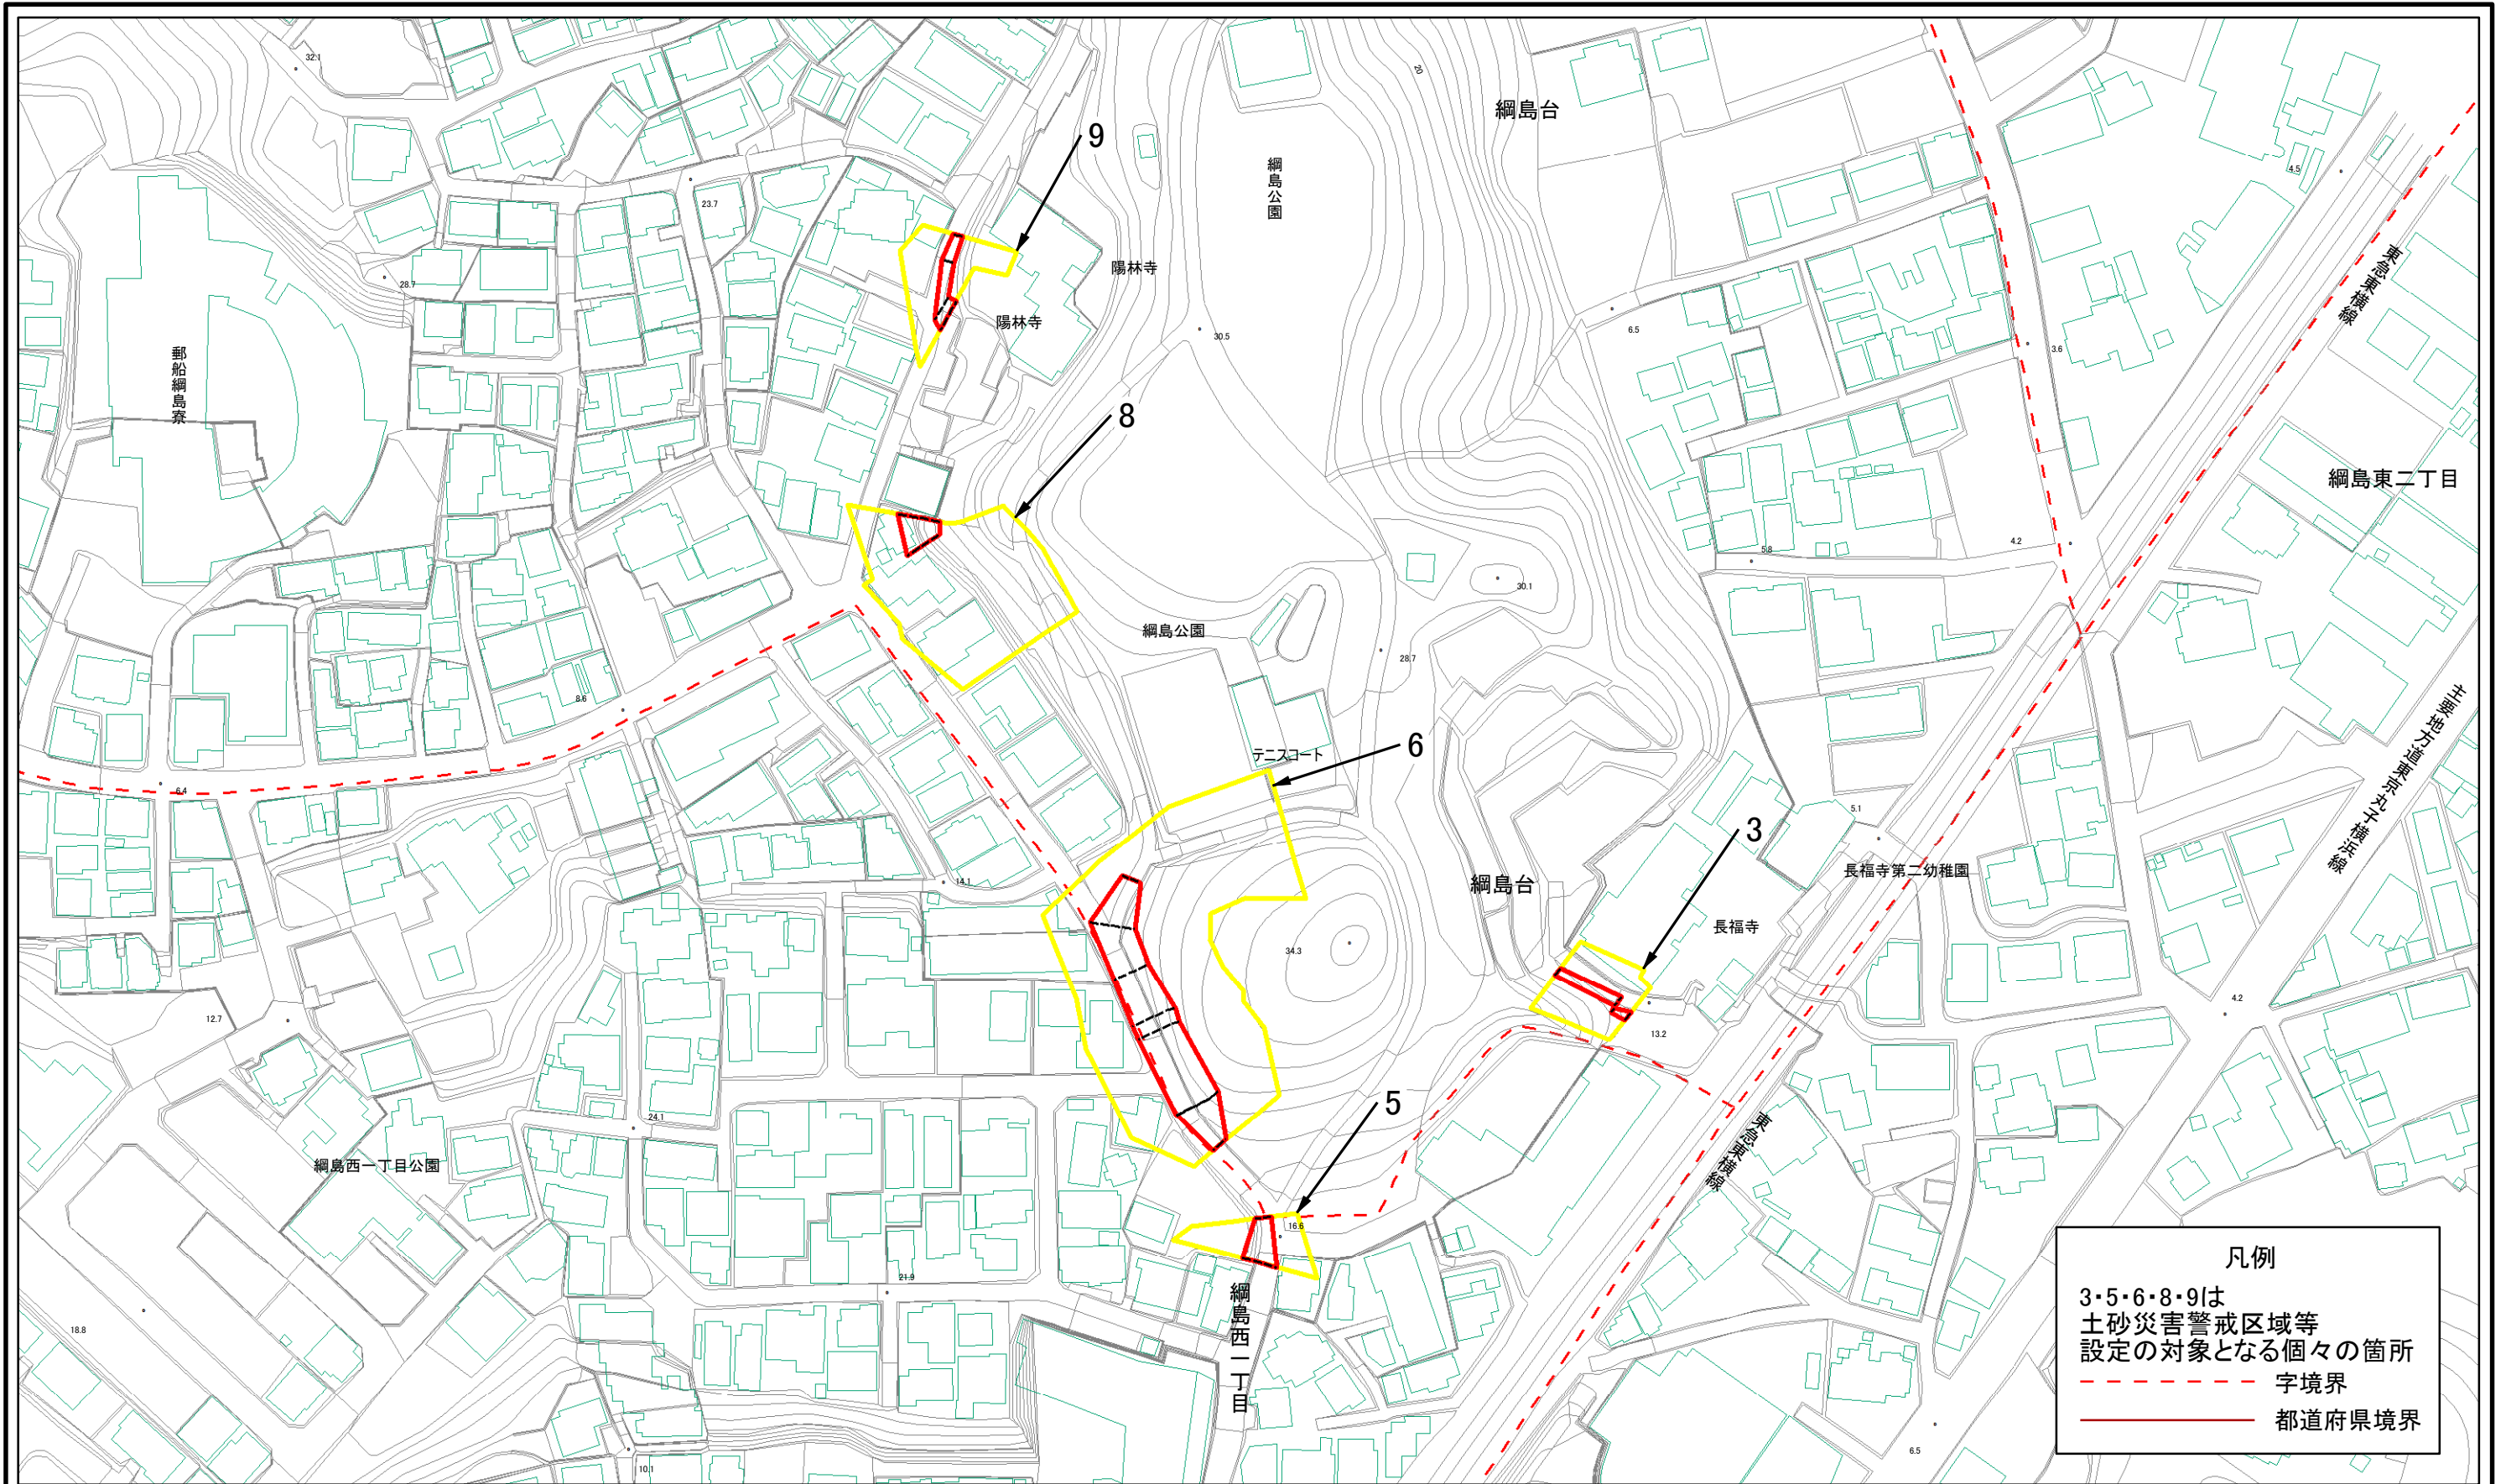 32.1
20
綱島台
9
綱島公園
4.5
23.7
東急東横線
陽林寺
28.7
陽林寺
6.5
30.5
3.6
郵船綱島寮
8
綱島東二丁目
4.2
5.8
30.1
綱島公園
28.7
8.6
主要地方道東京丸子横浜線
6
テニスコート
6.4
5.1
3
長福寺第二幼稚園
14.1
綱島台
長福寺
34.3
4.2
12.7
13.2
5
24.1
東急東横線
綱島西一丁目公園
16.6
21.9
綱島西一丁目
18.8
10.1
6.5
凡例
3・5・6・8・9は
土砂災害警戒区域等
設定の対象となる個々の箇所
字境界
都道府県境界